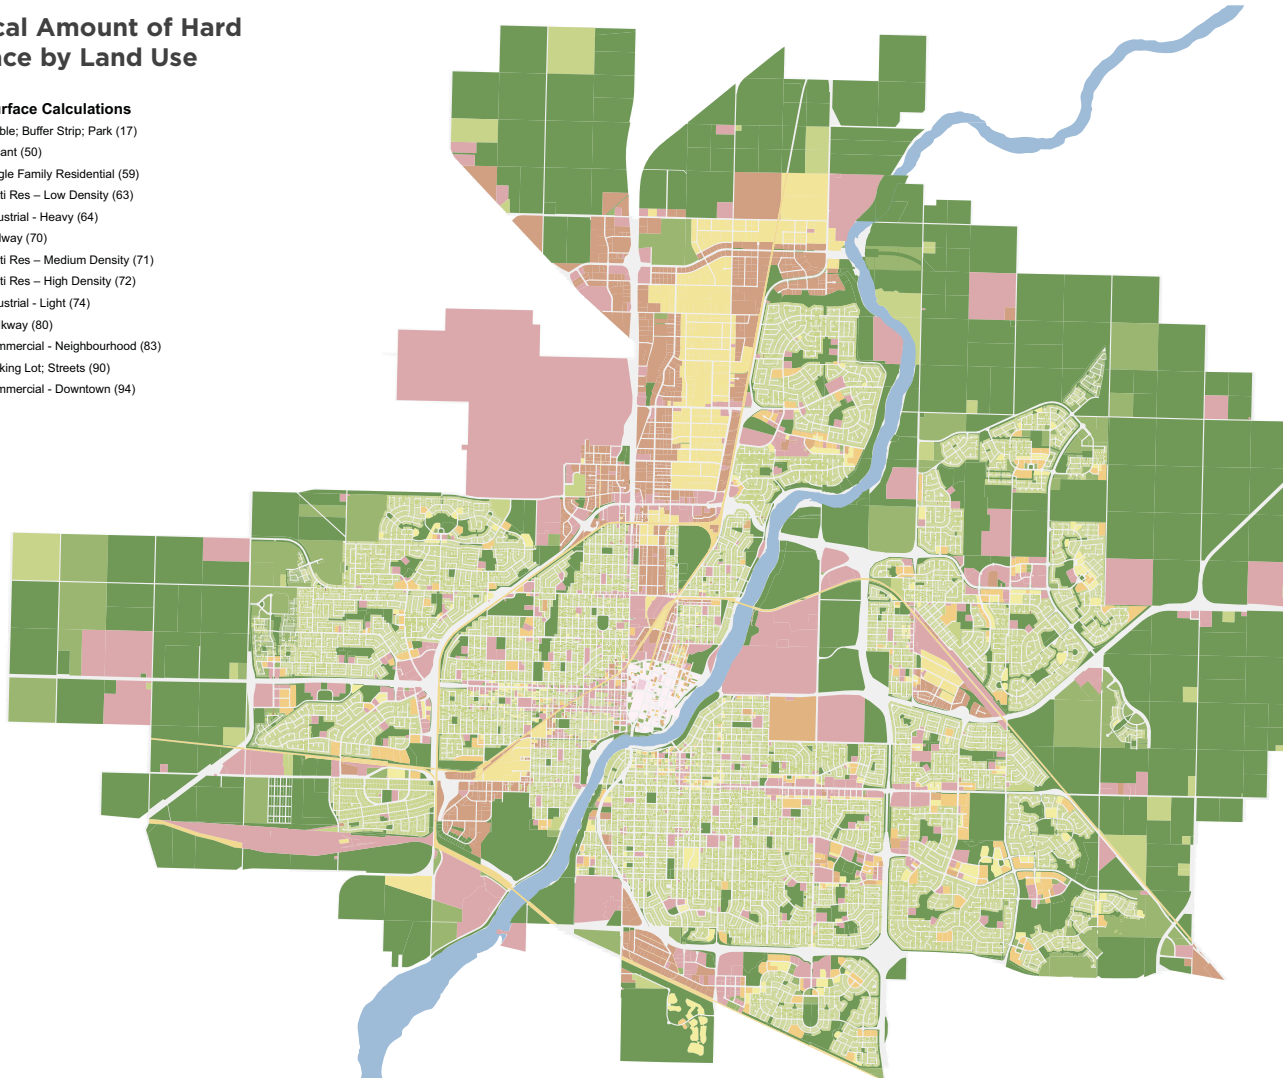 cal Amount of Hard
ace by Land Use
urface Calculations
ble; Buffer Strip; Park (17)
ant (50)
gle Family Residential (59)
ti Res – Low Density (63)
ustrial - Heavy (64)
lway (70)
ti Res – Medium Density (71)
ti Res – High Density (72)
ustrial - Light (74)
lkway (80)
mmercial - Neighbourhood (83)
king Lot; Streets (90)
mmercial - Downtown (94)